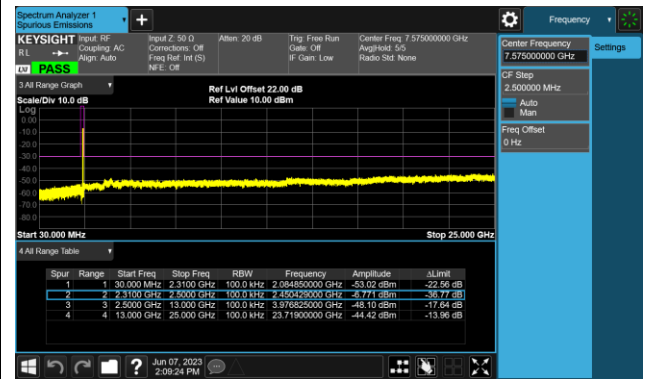 Spectrum Analyzer 1
Spurious Emissions
Frequency
KEYSIGHT Input: RF Input Z: 50 Ω Atten: 20 dB Trig: Free Run Center Freq: 7.575000000 GHz
RL Coupling: AC Corrections: Off Gate: Off Avg|Hold: 5/5
Align: Auto Freq Ref: Int (S) IF Gain: Low Radio Std: None
NFE: Off
LXI PASS
Center Frequency
7.575000000 GHz
Settings
CF Step
2.500000 MHz
Auto
Man
Freq Offset
0 Hz
3 All Range Graph
Ref Lvl Offset 22.00 dB
Scale/Div 10.0 dB Ref Value 10.00 dBm
Log
0.00
-10.0
-20.0
-30.0
-40.0
-50.0
-60.0
-70.0
-80.0
Start 30.000 MHz Stop 25.000 GHz
4 All Range Table
Spur Range Start Freq Stop Freq RBW Frequency Amplitude ΔLimit
1 1 30.000 MHz 2.3100 GHz 100.0 kHz 2.084850000 GHz -53.02 dBm -22.56 dB
2 2 2.3100 GHz 2.5000 GHz 100.0 kHz 2.450429000 GHz -6.771 dBm -36.77 dB
3 3 2.5000 GHz 13.000 GHz 100.0 kHz 3.976825000 GHz -48.10 dBm -17.64 dB
4 4 13.000 GHz 25.000 GHz 100.0 kHz 23.71900000 GHz -44.42 dBm -13.96 dB
? Jun 07, 2023
2:09:24 PM